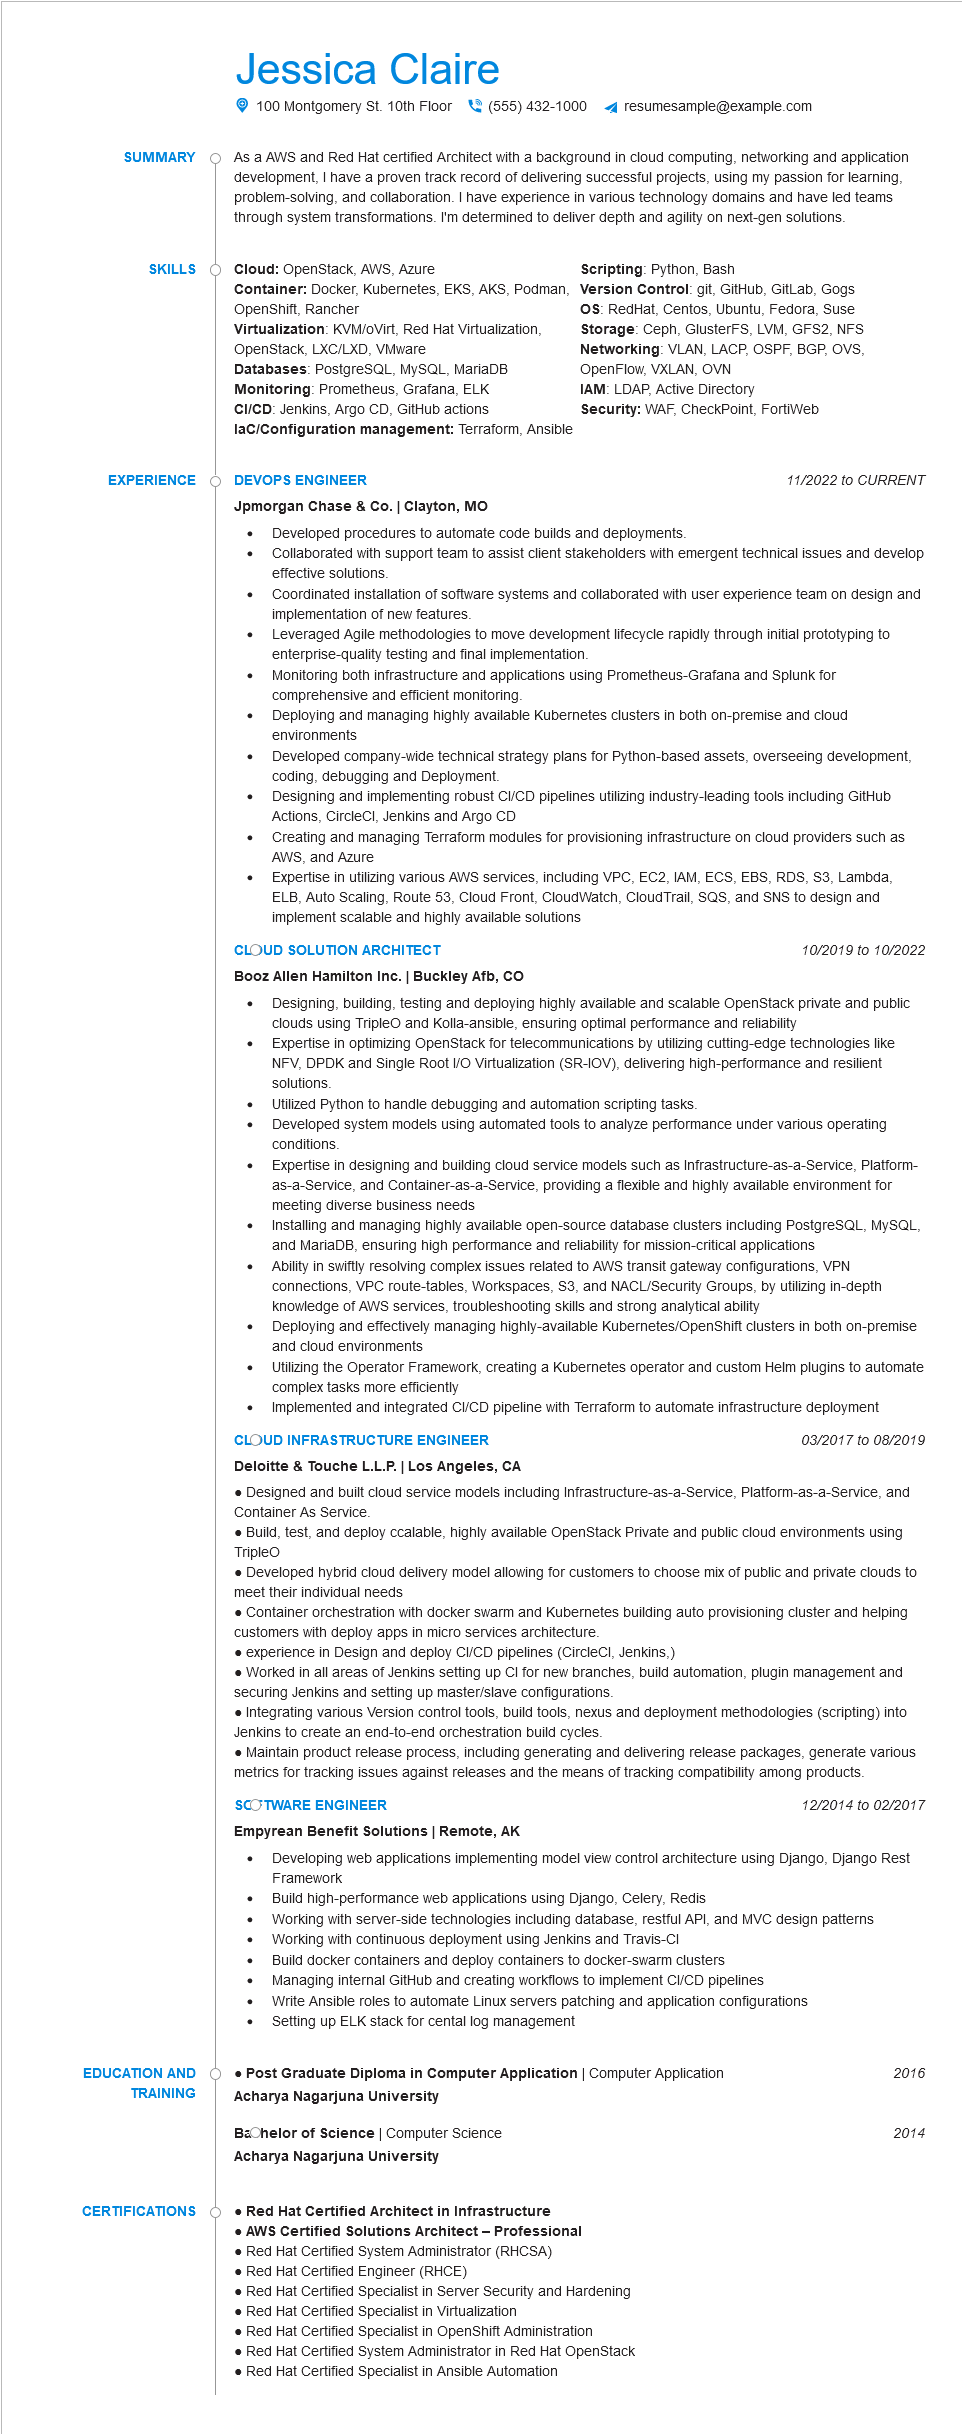 Jessica Claire
100 Montgomery St. 10th Floor (555) 432-1000 resumesample@example.com
SUMMARY
As a AWS and Red Hat certified Architect with a background in cloud computing, networking and application
development, I have a proven track record of delivering successful projects, using my passion for learning,
problem-solving, and collaboration. I have experience in various technology domains and have led teams
through system transformations. I'm determined to deliver depth and agility on next-gen solutions.
SKILLS
Cloud: OpenStack, AWS, Azure
Container: Docker, Kubernetes, EKS, AKS, Podman,
OpenShift, Rancher
Virtualization: KVM/oVirt, Red Hat Virtualization,
OpenStack, LXC/LXD, VMware
Databases: PostgreSQL, MySQL, MariaDB
Monitoring: Prometheus, Grafana, ELK
CI/CD: Jenkins, Argo CD, GitHub actions
IaC/Configuration management: Terraform, Ansible
Scripting: Python, Bash
Version Control: git, GitHub, GitLab, Gogs
OS: RedHat, Centos, Ubuntu, Fedora, Suse
Storage: Ceph, GlusterFS, LVM, GFS2, NFS
Networking: VLAN, LACP, OSPF, BGP, OVS,
OpenFlow, VXLAN, OVN
IAM: LDAP, Active Directory
Security: WAF, CheckPoint, FortiWeb
EXPERIENCE
DEVOPS ENGINEER 11/2022 to CURRENT
Jpmorgan Chase & Co. | Clayton, MO
• Developed procedures to automate code builds and deployments.
• Collaborated with support team to assist client stakeholders with emergent technical issues and develop
effective solutions.
• Coordinated installation of software systems and collaborated with user experience team on design and
implementation of new features.
• Leveraged Agile methodologies to move development lifecycle rapidly through initial prototyping to
enterprise-quality testing and final implementation.
• Monitoring both infrastructure and applications using Prometheus-Grafana and Splunk for
comprehensive and efficient monitoring.
• Deploying and managing highly available Kubernetes clusters in both on-premise and cloud
environments
• Developed company-wide technical strategy plans for Python-based assets, overseeing development,
coding, debugging and Deployment.
• Designing and implementing robust CI/CD pipelines utilizing industry-leading tools including GitHub
Actions, CircleCI, Jenkins and Argo CD
• Creating and managing Terraform modules for provisioning infrastructure on cloud providers such as
AWS, and Azure
• Expertise in utilizing various AWS services, including VPC, EC2, IAM, ECS, EBS, RDS, S3, Lambda,
ELB, Auto Scaling, Route 53, Cloud Front, CloudWatch, CloudTrail, SQS, and SNS to design and
implement scalable and highly available solutions
CLOUD SOLUTION ARCHITECT 10/2019 to 10/2022
Booz Allen Hamilton Inc. | Buckley Afb, CO
• Designing, building, testing and deploying highly available and scalable OpenStack private and public
clouds using TripleO and Kolla-ansible, ensuring optimal performance and reliability
• Expertise in optimizing OpenStack for telecommunications by utilizing cutting-edge technologies like
NFV, DPDK and Single Root I/O Virtualization (SR-IOV), delivering high-performance and resilient
solutions.
• Utilized Python to handle debugging and automation scripting tasks.
• Developed system models using automated tools to analyze performance under various operating
conditions.
• Expertise in designing and building cloud service models such as Infrastructure-as-a-Service, Platform-
as-a-Service, and Container-as-a-Service, providing a flexible and highly available environment for
meeting diverse business needs
• Installing and managing highly available open-source database clusters including PostgreSQL, MySQL,
and MariaDB, ensuring high performance and reliability for mission-critical applications
• Ability in swiftly resolving complex issues related to AWS transit gateway configurations, VPN
connections, VPC route-tables, Workspaces, S3, and NACL/Security Groups, by utilizing in-depth
knowledge of AWS services, troubleshooting skills and strong analytical ability
• Deploying and effectively managing highly-available Kubernetes/OpenShift clusters in both on-premise
and cloud environments
• Utilizing the Operator Framework, creating a Kubernetes operator and custom Helm plugins to automate
complex tasks more efficiently
• Implemented and integrated CI/CD pipeline with Terraform to automate infrastructure deployment
CLOUD INFRASTRUCTURE ENGINEER 03/2017 to 08/2019
Deloitte & Touche L.L.P. | Los Angeles, CA
● Designed and built cloud service models including Infrastructure-as-a-Service, Platform-as-a-Service, and
Container As Service.
● Build, test, and deploy ccalable, highly available OpenStack Private and public cloud environments using
TripleO
● Developed hybrid cloud delivery model allowing for customers to choose mix of public and private clouds to
meet their individual needs
● Container orchestration with docker swarm and Kubernetes building auto provisioning cluster and helping
customers with deploy apps in micro services architecture.
● experience in Design and deploy CI/CD pipelines (CircleCI, Jenkins,)
● Worked in all areas of Jenkins setting up CI for new branches, build automation, plugin management and
securing Jenkins and setting up master/slave configurations.
● Integrating various Version control tools, build tools, nexus and deployment methodologies (scripting) into
Jenkins to create an end-to-end orchestration build cycles.
● Maintain product release process, including generating and delivering release packages, generate various
metrics for tracking issues against releases and the means of tracking compatibility among products.
SOFTWARE ENGINEER 12/2014 to 02/2017
Empyrean Benefit Solutions | Remote, AK
• Developing web applications implementing model view control architecture using Django, Django Rest
Framework
• Build high-performance web applications using Django, Celery, Redis
• Working with server-side technologies including database, restful API, and MVC design patterns
• Working with continuous deployment using Jenkins and Travis-CI
• Build docker containers and deploy containers to docker-swarm clusters
• Managing internal GitHub and creating workflows to implement CI/CD pipelines
• Write Ansible roles to automate Linux servers patching and application configurations
• Setting up ELK stack for cental log management
EDUCATION AND
TRAINING
● Post Graduate Diploma in Computer Application | Computer Application 2016
Acharya Nagarjuna University
Bachelor of Science | Computer Science 2014
Acharya Nagarjuna University
CERTIFICATIONS
● Red Hat Certified Architect in Infrastructure
● AWS Certified Solutions Architect – Professional
● Red Hat Certified System Administrator (RHCSA)
● Red Hat Certified Engineer (RHCE)
● Red Hat Certified Specialist in Server Security and Hardening
● Red Hat Certified Specialist in Virtualization
● Red Hat Certified Specialist in OpenShift Administration
● Red Hat Certified System Administrator in Red Hat OpenStack
● Red Hat Certified Specialist in Ansible Automation